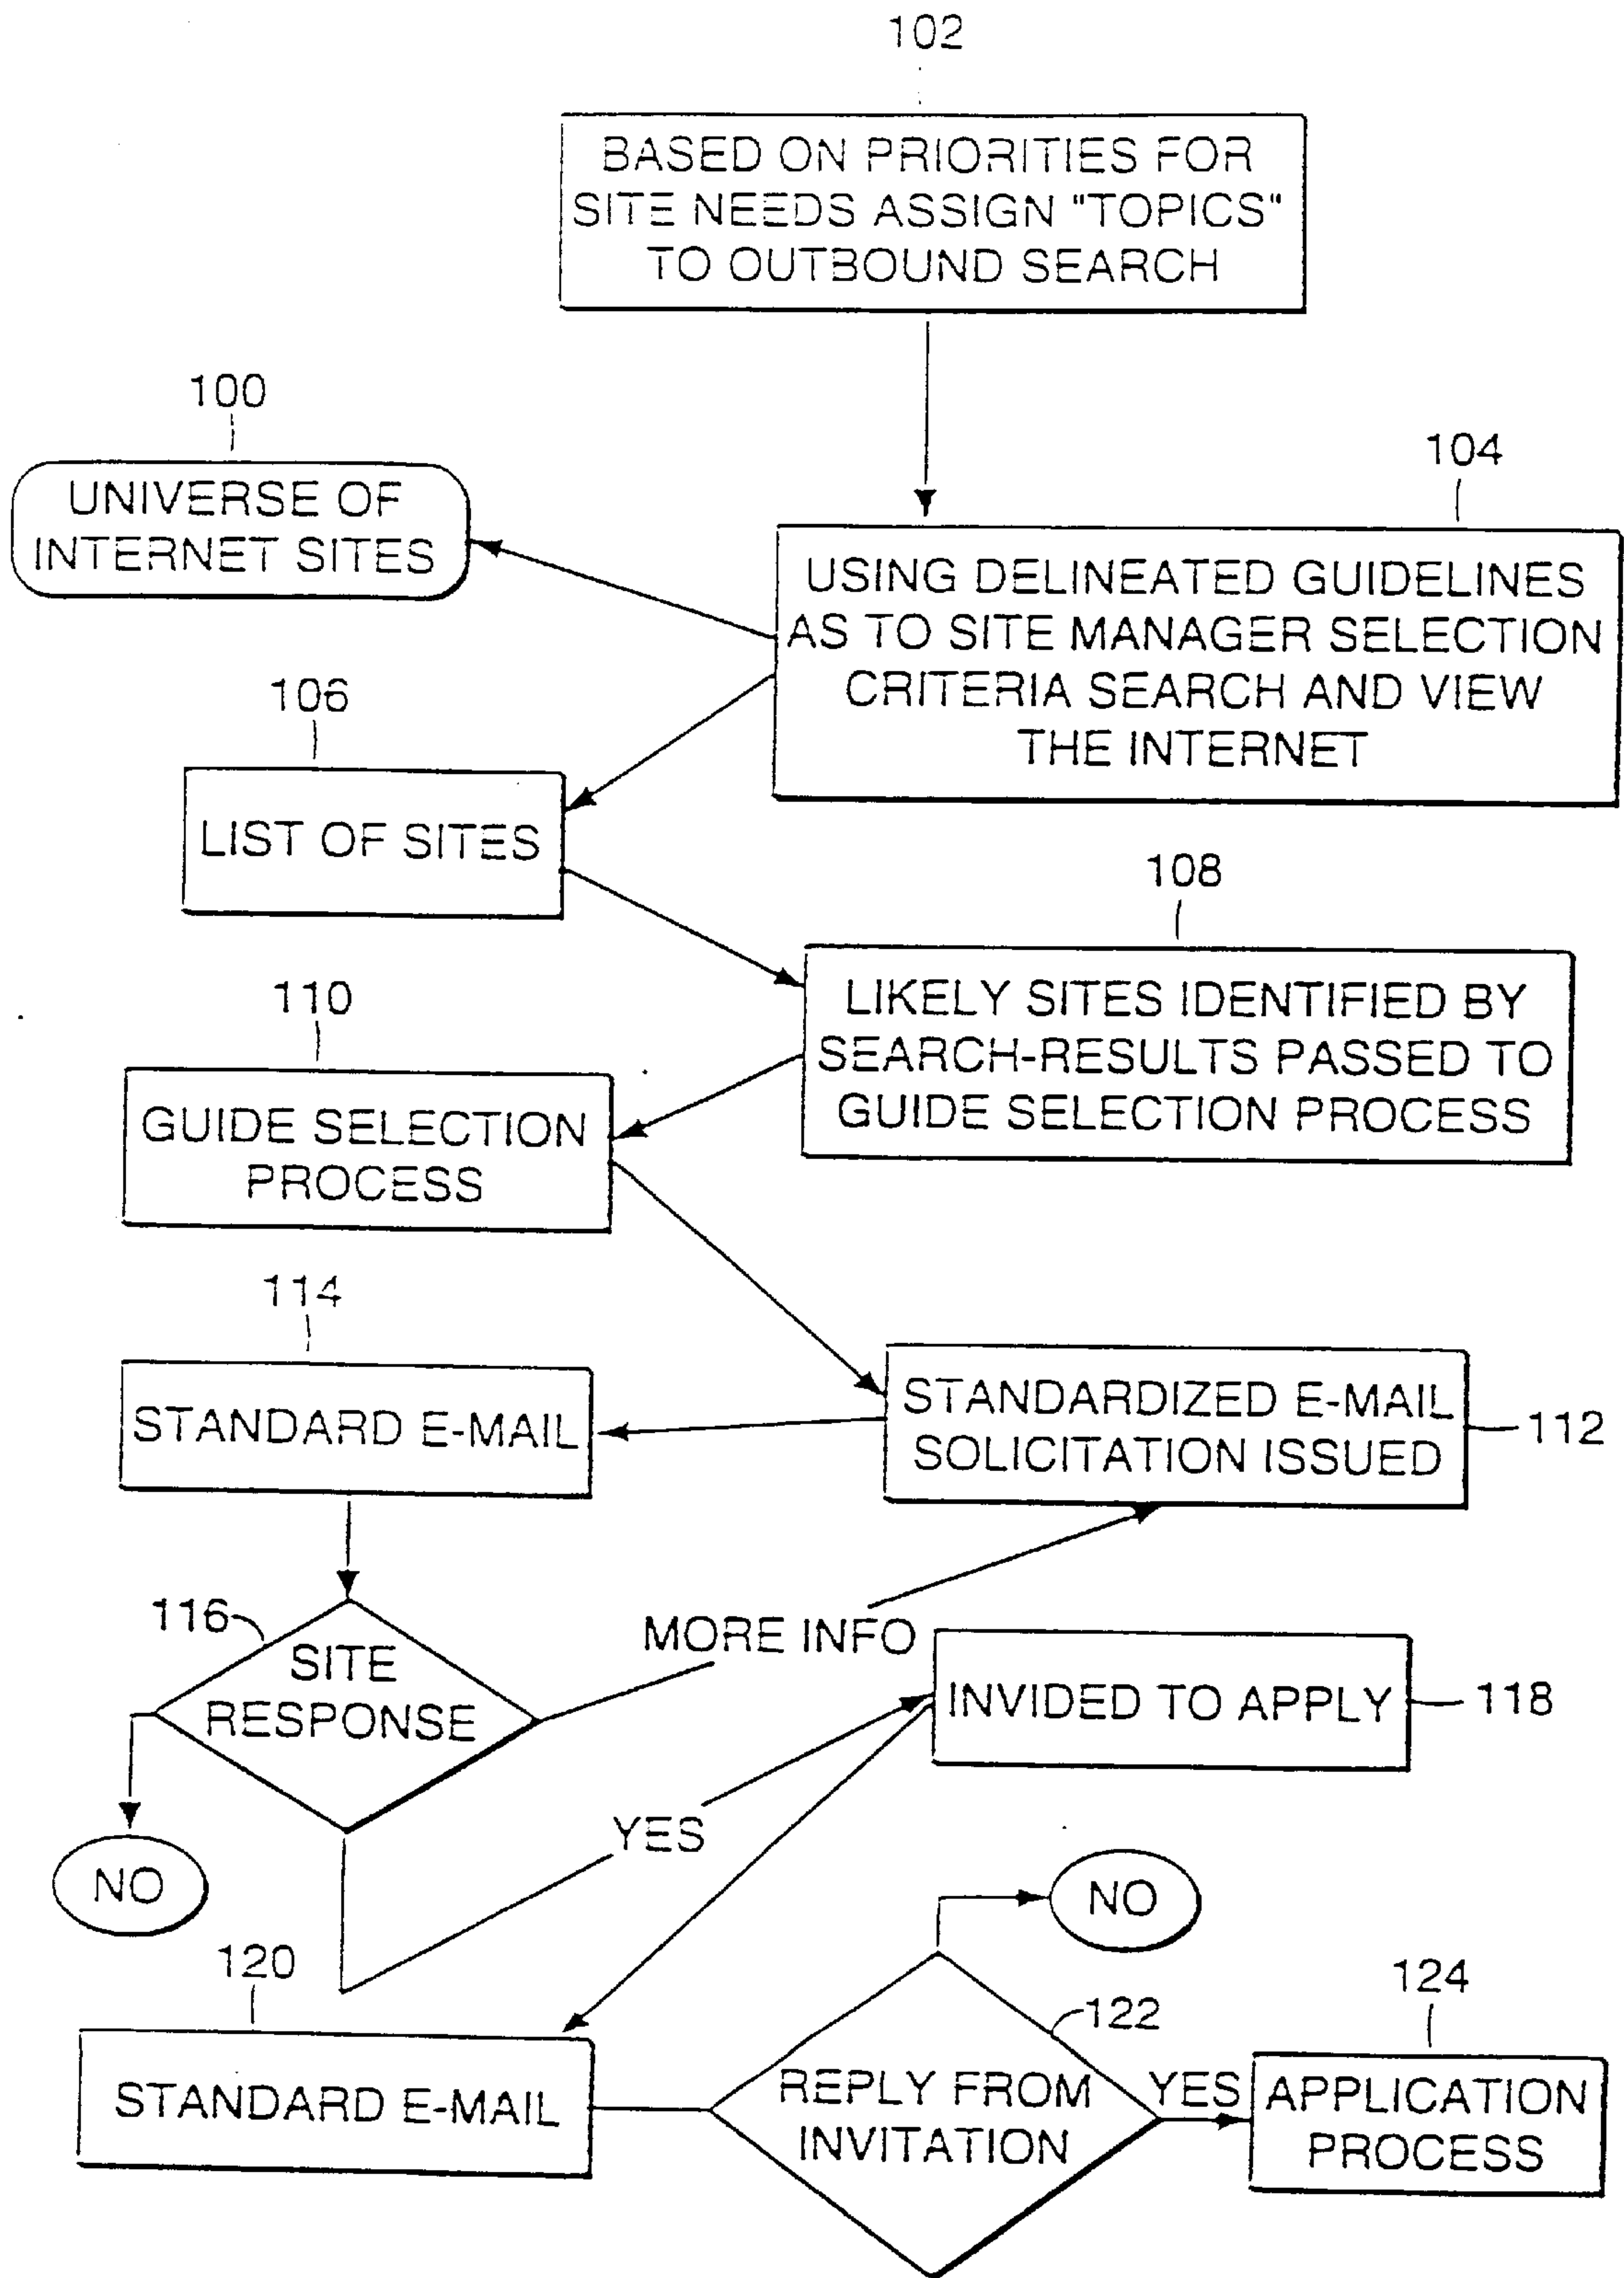 102
BASED ON PRIORITIES FOR
SITE NEEDS ASSIGN "TOPICS"
TO OUTBOUND SEARCH
100
UNIVERSE OF
INTERNET SITES
104
USING DELINEATED GUIDELINES
AS TO SITE MANAGER SELECTION
CRITERIA SEARCH AND VIEW
THE INTERNET
106
LIST OF SITES
108
LIKELY SITES IDENTIFIED BY
SEARCH-RESULTS PASSED TO
GUIDE SELECTION PROCESS
110
GUIDE SELECTION
PROCESS
114
STANDARD E-MAIL
STANDARDIZED E-MAIL
SOLICITATION ISSUED
112
116
SITE
RESPONSE
MORE INFO
INVIDED TO APPLY
118
YES
NO
NO
120
STANDARD E-MAIL
122
REPLY FROM
INVITATION
YES
124
APPLICATION
PROCESS